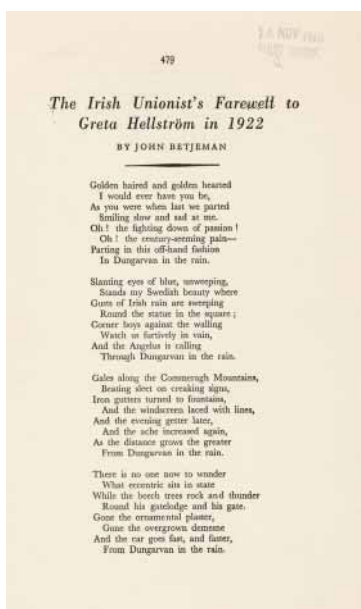 NOV
479
The Irish Unionist's Farewell to
Greta Hellström in 1922
BY JOHN BETJEMAN
Golden haired and golden hearted
I would ever have you be,
As you were when last we parted
Smiling slow and sad at me.
Oh! the fighting down of passion!
Oh! the century-seeming pain—
Parting in this off-hand fashion
In Dungarvan in the rain.
Slanting eyes of blue, unweeping,
Stands my Swedish beauty where
Gusts of Irish rain are sweeping
Round the statue in the square;
Corner boys against the walling
Watch us furtively in vain,
And the Angelus is calling
Through Dungarvan in the rain.
Gales along the Commeragh Mountains,
Beating sleet on creaking signs,
Iron gutters turned to fountains,
And the windscreen laced with lines,
And the evening getter later,
And the ache increased again,
As the distance grows the greater
From Dungarvan in the rain.
There is no one now to wonder
What eccentric sits in state
While the beech trees rock and thunder
Round his gatelodge and his gate.
Gone the ornamental plaster,
Gone the overgrown demesne
And the car goes fast, and faster,
From Dungarvan in the rain.